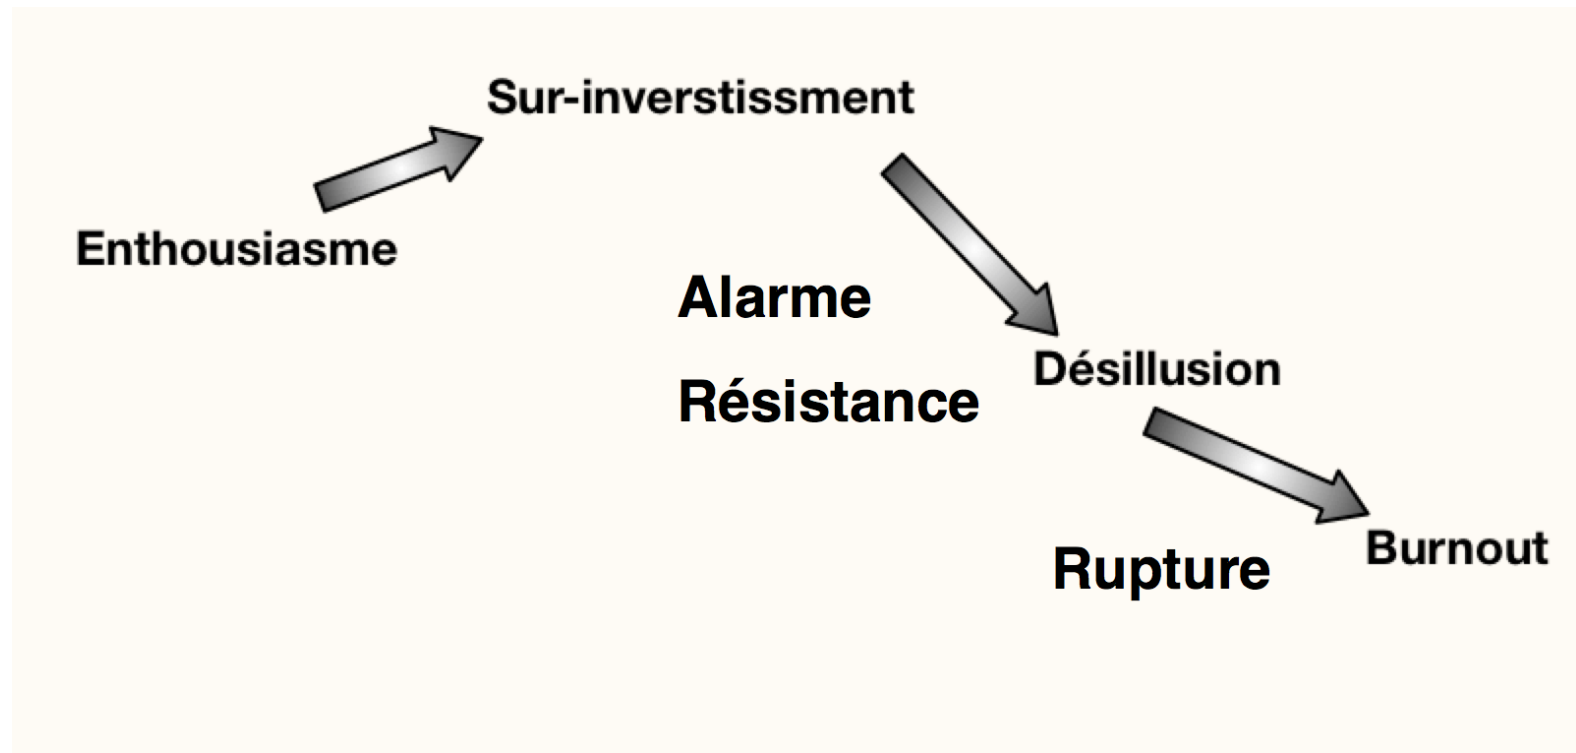 Sur-inverstissment
Enthousiasme
Alarme
Désillusion
Résistance
Burnout
Rupture